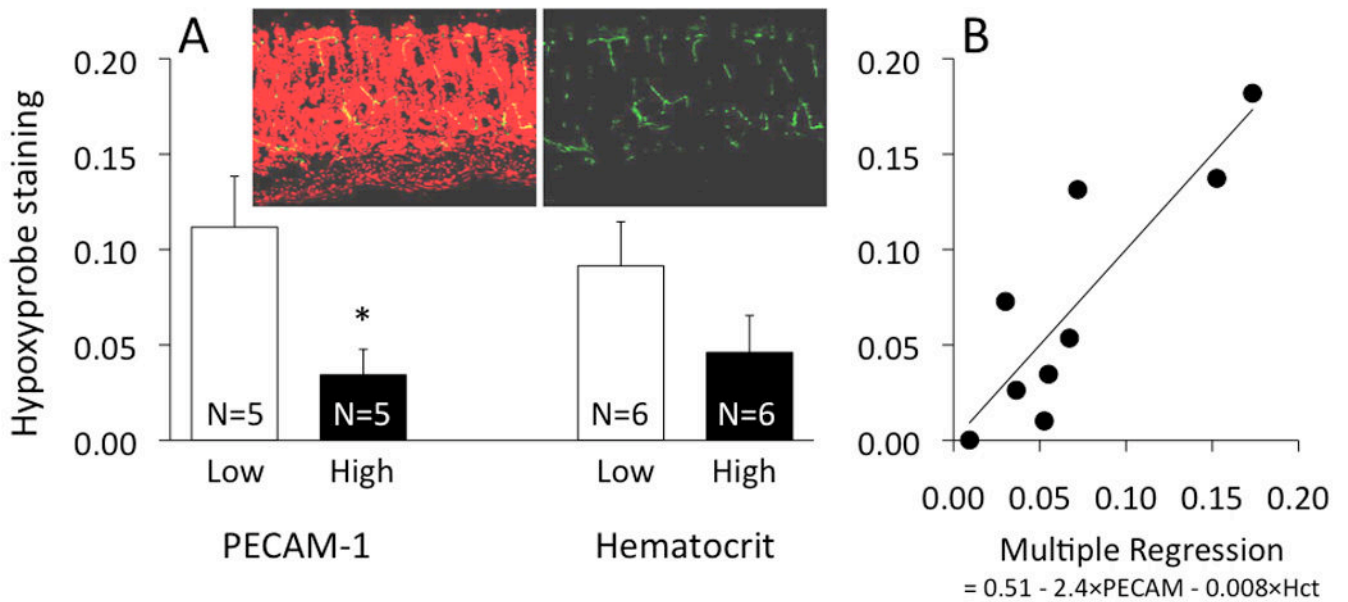 A
B
Hypoxyprobe staining
0.20
0.15
0.10
0.05
0.00
N=5
*
N=5
N=6
N=6
Low
High
Low
High
PECAM-1
Hematocrit
0.20
0.15
0.10
0.05
0.00
0.00 0.05 0.10 0.15 0.20
Multiple Regression
= 0.51 - 2.4×PECAM - 0.008×Hct